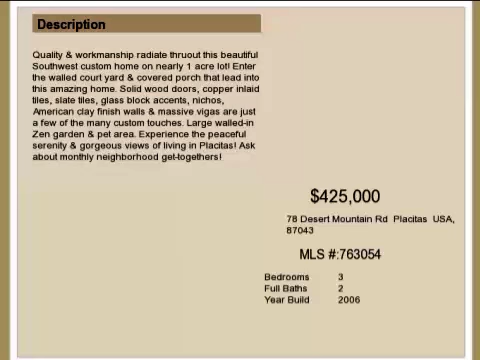 Description
Quality & workmanship radiate thruout this beautiful
Southwest custom home on nearly 1 acre lot! Enter
the walled court yard & covered porch that lead into
this amazing home. Solid wood doors, copper inlaid
tiles, slate tiles, glass block accents, nichos,
American clay finish walls & massive vigas are just
a few of the many custom touches. Large walled-in
Zen garden & pet area. Experience the peaceful
serenity & gorgeous views of living in Placitas! Ask
about monthly neighborhood get-togethers!
$425,000
78 Desert Mountain Rd Placitas USA,
87043
MLS #:763054
Bedrooms 3
Full Baths 2
Year Build 2006